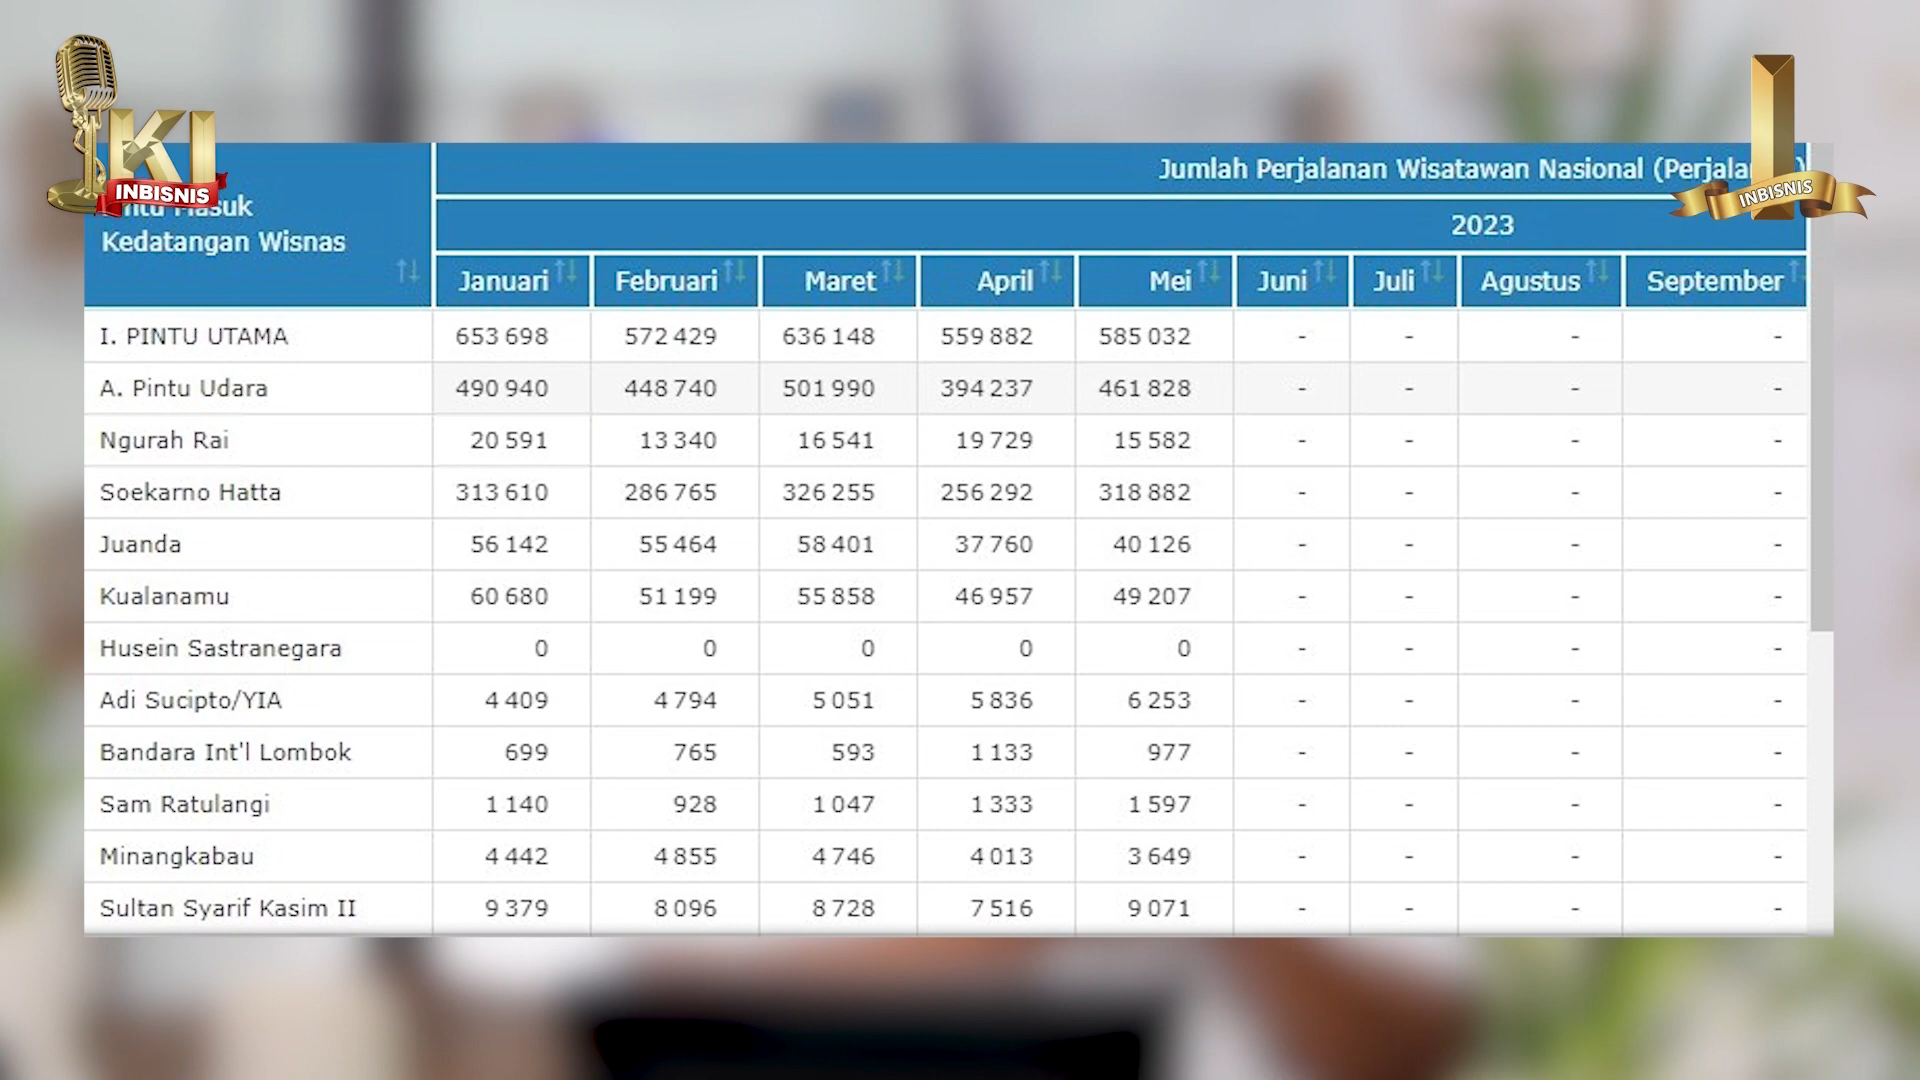 KI
INBISNIS
INBISNIS
Jumlah Perjalanan Wisatawan Nasional
Masuk
Kedatangan Wisnas
2023
Januari Februari Maret April Mei Juni Juli Agustus September
I. PINTU UTAMA 653 698 572 429 636 148 559 882 585 032 - - - -
A. Pintu Udara 490 940 448 740 501 990 394 237 461 828 - - - -
Ngurah Rai 20 591 13 340 16 541 19 729 15 582 - - - -
Soekarno Hatta 313 610 286 765 326 255 256 292 318 882 - - - -
Juanda 56 142 55 464 58 401 37 760 40 126 - - - -
Kualanamu 60 680 51 199 55 858 46 957 49 207 - - - -
Husein Sastranegara 0 0 0 0 0 - - - -
Adi Sucipto/YIA 4 409 4 794 5 051 5 836 6 253 - - - -
Bandara Int'l Lombok 699 765 593 1 133 977 - - - -
Sam Ratulangi 1 140 928 1 047 1 333 1 597 - - - -
Minangkabau 4 442 4 855 4 746 4 013 3 649 - - - -
Sultan Syarif Kasim II 9 379 8 096 8 728 7 516 9 071 - - - -